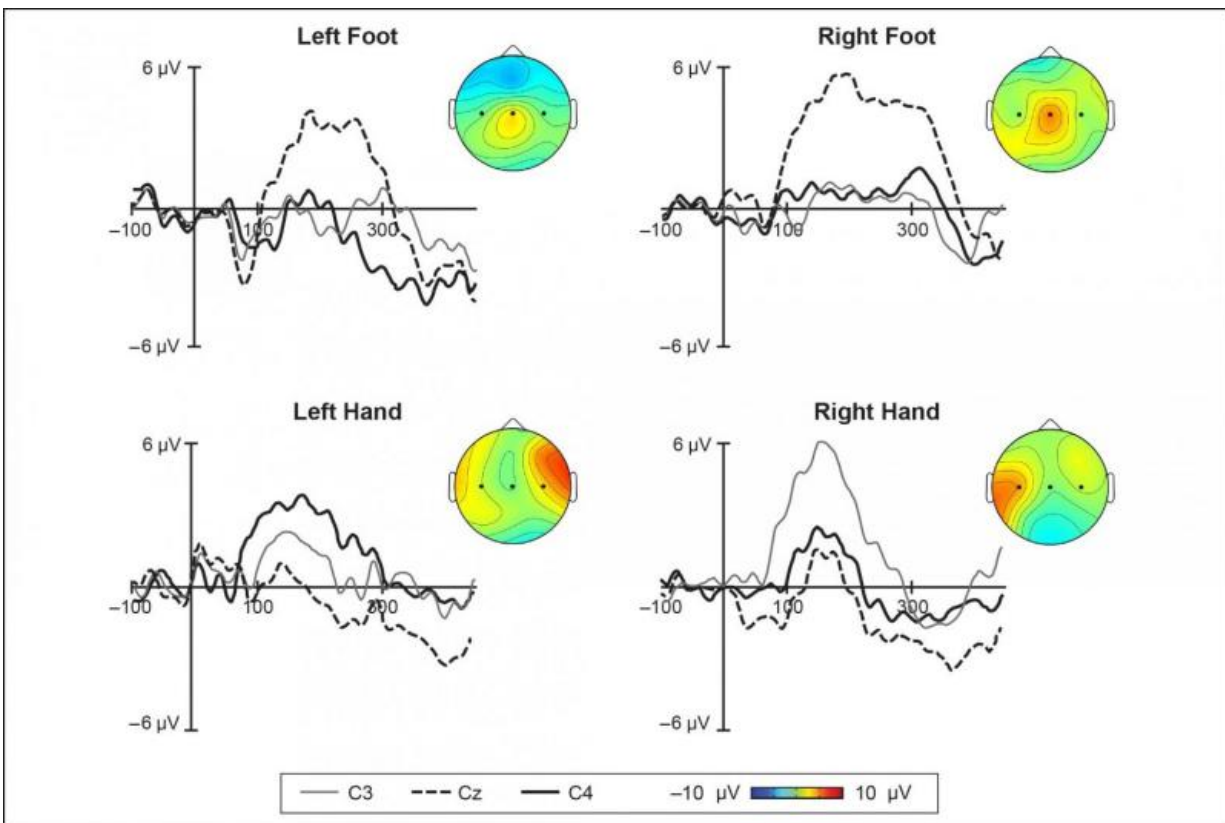 Left Foot
6 μV
–100
100
300
–6 μV
Right Foot
6 μV
–100
100
300
–6 μV
Left Hand
6 μV
–100
100
300
–6 μV
Right Hand
6 μV
–100
100
300
–6 μV
C3 Cz C4 –10 μV 10 μV